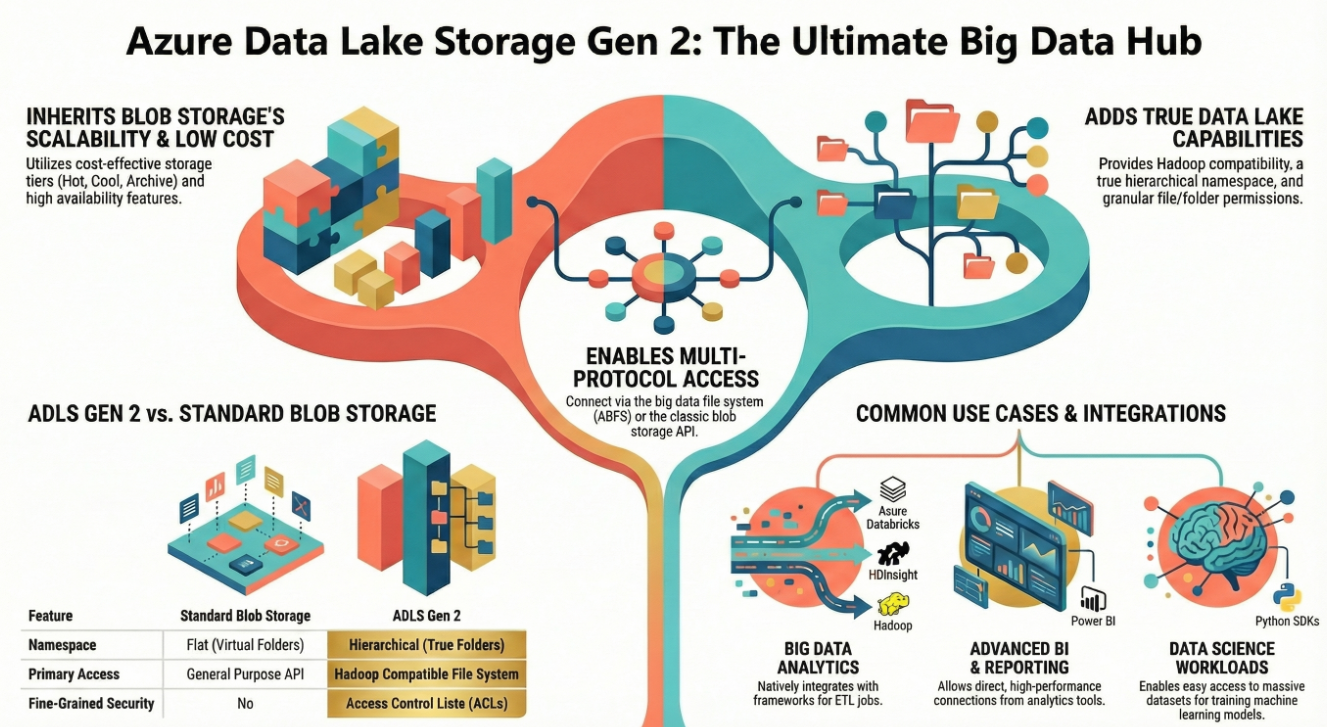 Azure Data Lake Storage Gen 2: The Ultimate Big Data Hub
INHERITS BLOB STORAGE'S
SCALABILITY & LOW COST
Utilizes cost-effective storage
tiers (Hot, Cool, Archive) and
high availability features.
ADDS TRUE DATA LAKE
CAPABILITIES
Provides Hadoop compatibility, a
true hierarchical namespace, and
granular file/folder permissions.
ENABLES MULTI-
PROTOCOL ACCESS
Connect via the big data file system
(ABFS) or the classic blob
storage API.
ADLS GEN 2 vs. STANDARD BLOB STORAGE
Feature Standard Blob Storage ADLS Gen 2
Namespace Flat (Virtual Folders) Hierarchical (True Folders)
Primary Access General Purpose API Hadoop Compatible File System
Fine-Grained Security No Access Control Liste (ACLs)
COMMON USE CASES & INTEGRATIONS
Azure
Databricks
HDInsight
Hadoop
BIG DATA
ANALYTICS
Natively integrates with
frameworks for ETL jobs.
Power BI
ADVANCED BI
& REPORTING
Allows direct, high-performance
connections from analytics tools.
Python SDKs
DATA SCIENCE
WORKLOADS
Enables easy access to massive
datasets for training machine
learning models.